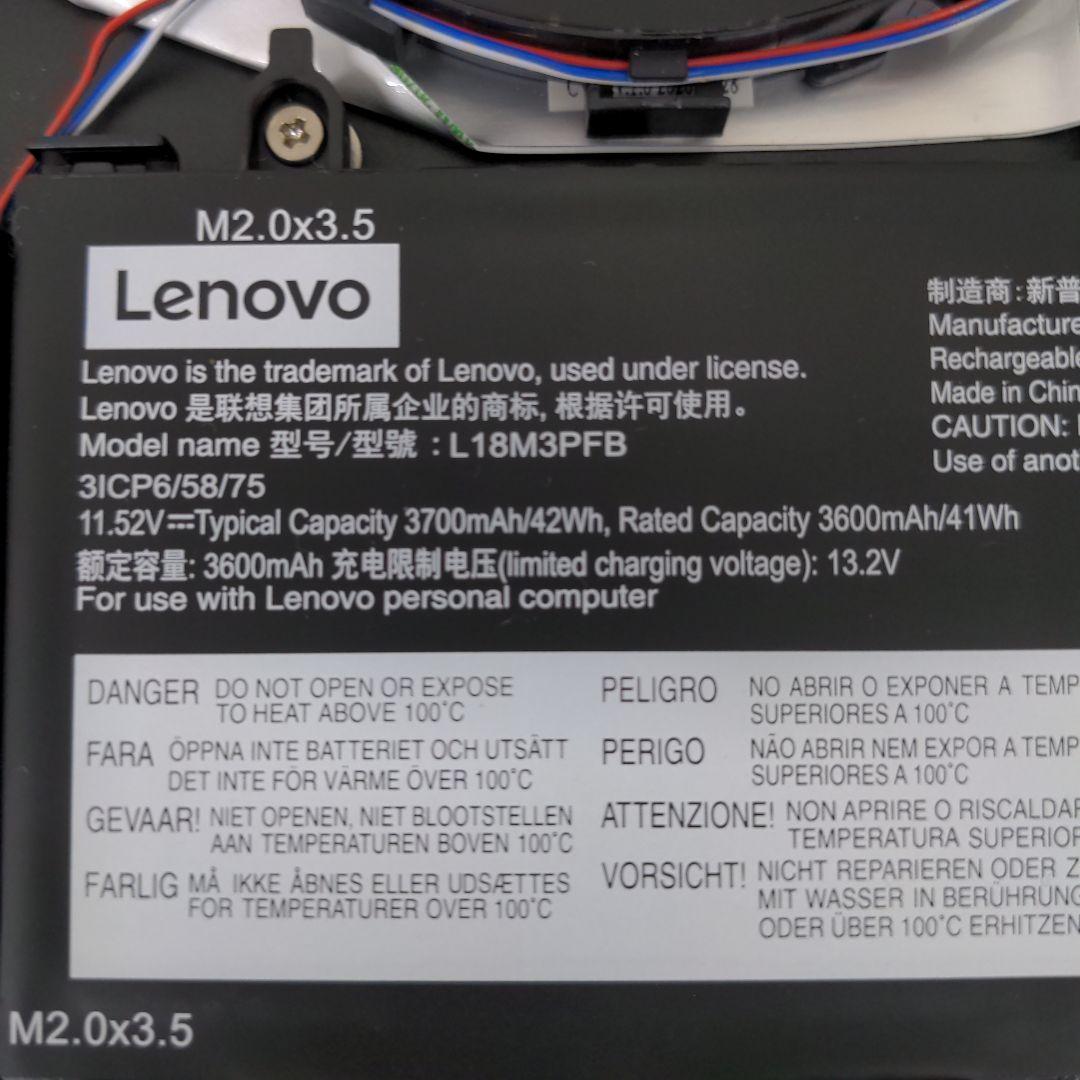 M2.0x3.5
Lenovo
Lenovo is the trademark of Lenovo, used under license.
Lenovo 是联想集团所属企业的商标, 根据许可使用。
Model name 型号/型號 : L18M3PFB
3ICP6/58/75
11.52V⎓Typical Capacity 3700mAh/42Wh, Rated Capacity 3600mAh/41Wh
额定容量: 3600mAh 充电限制电压(limited charging voltage): 13.2V
For use with Lenovo personal computer
制造商:新普
Manufacture
Rechargeable
Made in Chin
CAUTION:
Use of anot
DANGER DO NOT OPEN OR EXPOSE
TO HEAT ABOVE 100°C
FARA ÖPPNA INTE BATTERIET OCH UTSÄTT
DET INTE FÖR VÄRME ÖVER 100°C
GEVAAR! NIET OPENEN, NIET BLOOTSTELLEN
AAN TEMPERATUREN BOVEN 100°C
FARLIG MÅ IKKE ÅBNES ELLER UDSÆTTES
FOR TEMPERATURER OVER 100°C
PELIGRO NO ABRIR O EXPONER A TEMP
SUPERIORES A 100°C
PERIGO NÃO ABRIR NEM EXPOR A TEMP
SUPERIORES A 100°C
ATTENZIONE! NON APRIRE O RISCALDAR
TEMPERATURA SUPERIOR
VORSICHT! NICHT REPARIEREN ODER Z
MIT WASSER IN BERÜHRUNG
ODER ÜBER 100°C ERHITZEN
M2.0x3.5